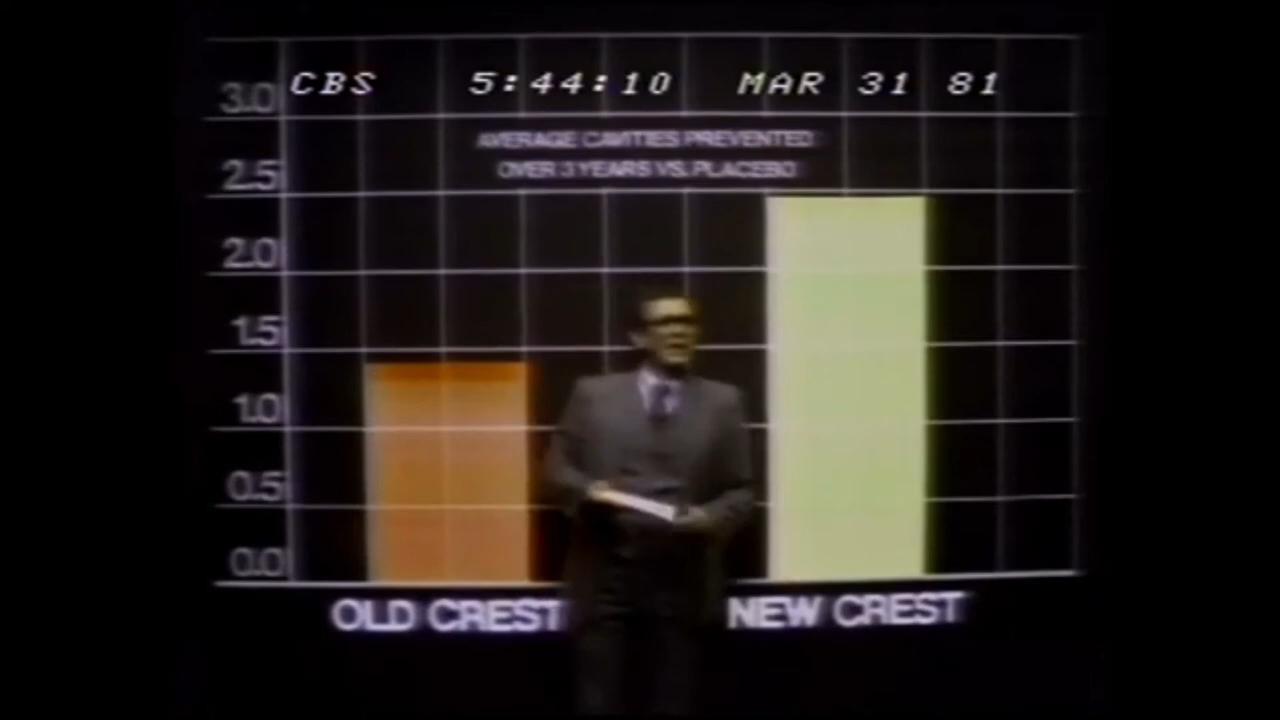 CBS 5:44:10 MAR 31 81
3.0
AVERAGE CAVITIES PREVENTED
OVER 3 YEARS VS. PLACEBO
2.5
2.0
1.5
1.0
0.5
0.0
OLD CREST NEW CREST